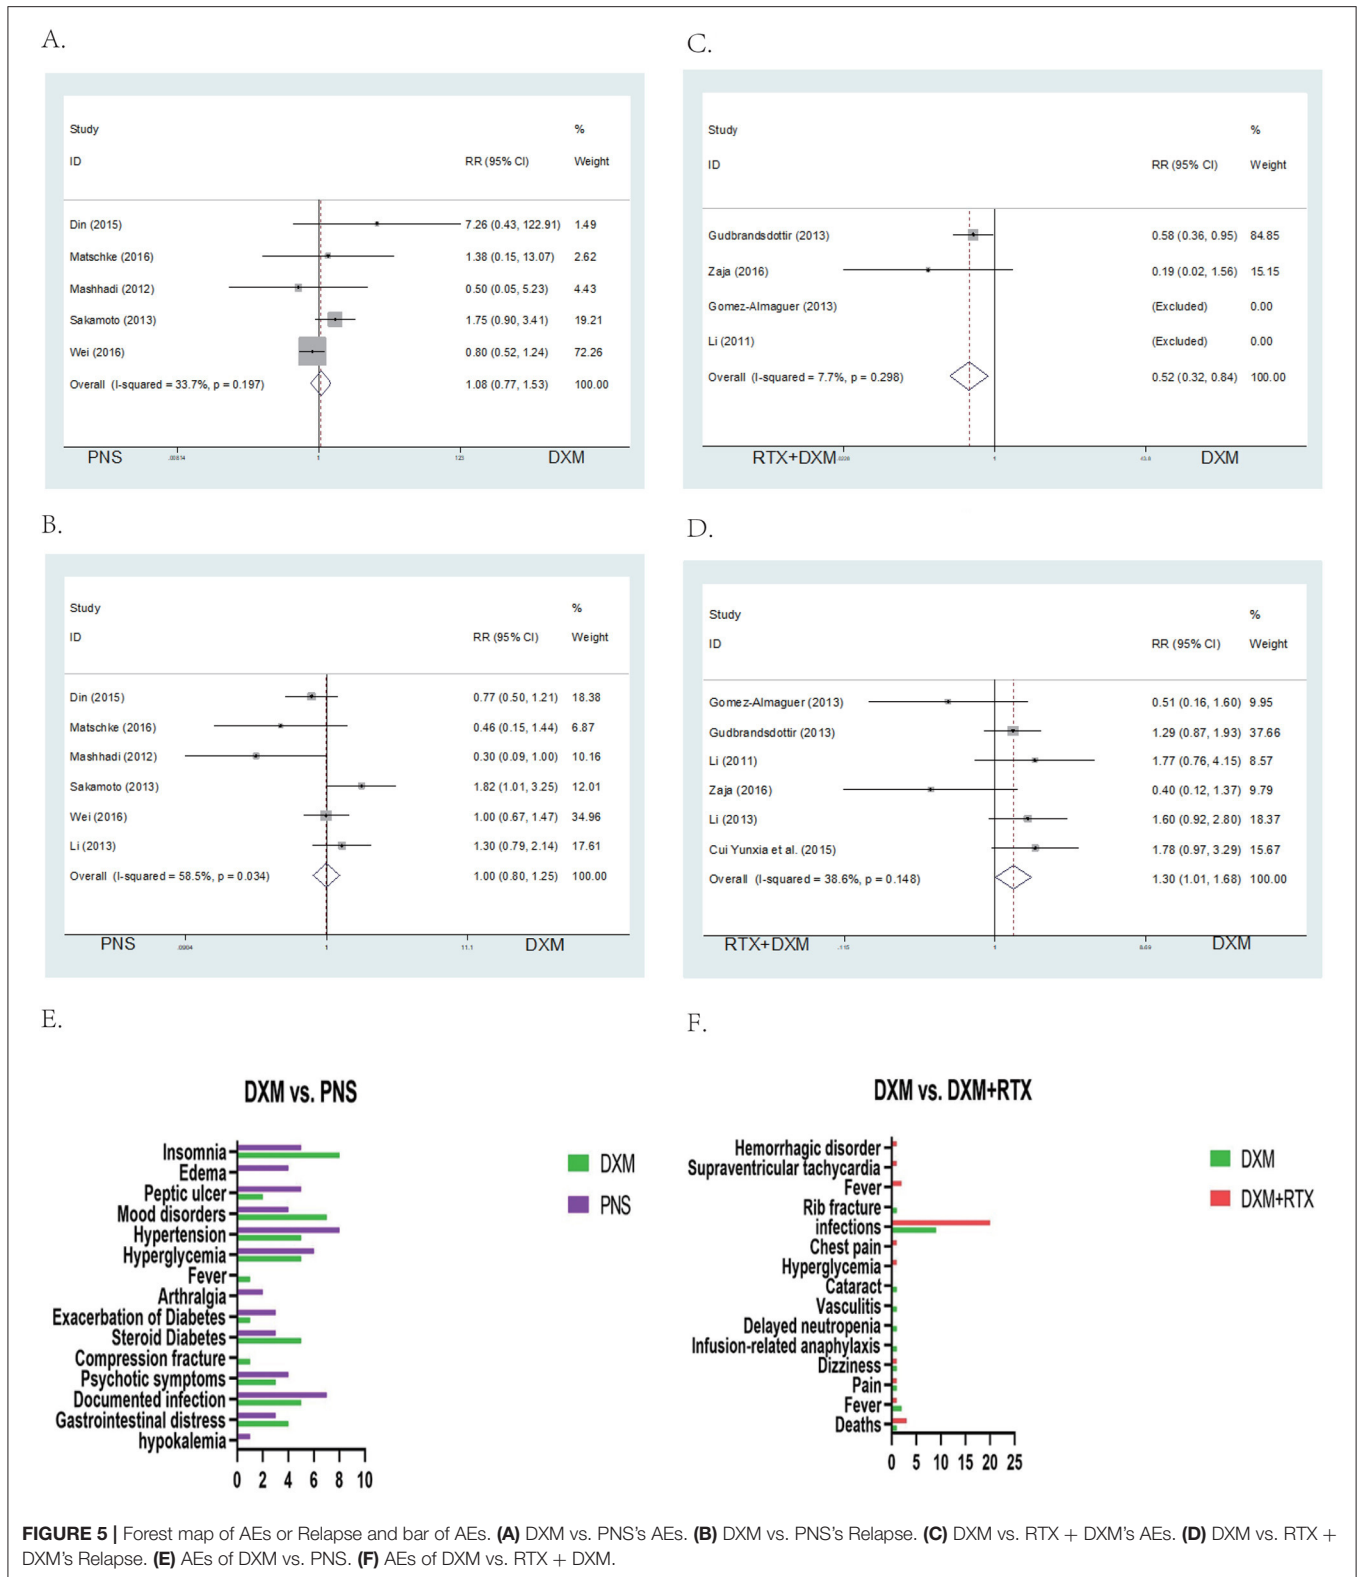 A.
Study %
ID RR (95% CI) Weight
Din (2015) 7.26 (0.43, 122.91) 1.49
Matschke (2016) 1.38 (0.15, 13.07) 2.62
Mashhadi (2012) 0.50 (0.05, 5.23) 4.43
Sakamoto (2013) 1.75 (0.90, 3.41) 19.21
Wei (2016) 0.80 (0.52, 1.24) 72.26
Overall (I-squared = 33.7%, p = 0.197) 1.08 (0.77, 1.53) 100.00
PNS .00814 1 123 DXM
C.
Study %
ID RR (95% CI) Weight
Gudbrandsdottir (2013) 0.58 (0.36, 0.95) 84.85
Zaja (2016) 0.19 (0.02, 1.56) 15.15
Gomez-Almaguer (2013) (Excluded) 0.00
Li (2011) (Excluded) 0.00
Overall (I-squared = 7.7%, p = 0.298) 0.52 (0.32, 0.84) 100.00
RTX+DXM 1 DXM
B.
Study %
ID RR (95% CI) Weight
Din (2015) 0.77 (0.50, 1.21) 18.38
Matschke (2016) 0.46 (0.15, 1.44) 6.87
Mashhadi (2012) 0.30 (0.09, 1.00) 10.16
Sakamoto (2013) 1.82 (1.01, 3.25) 12.01
Wei (2016) 1.00 (0.67, 1.47) 34.96
Li (2013) 1.30 (0.79, 2.14) 17.61
Overall (I-squared = 58.5%, p = 0.034) 1.00 (0.80, 1.25) 100.00
PNS .0904 1 11.1 DXM
D.
Study %
ID RR (95% CI) Weight
Gomez-Almaguer (2013) 0.51 (0.16, 1.60) 9.95
Gudbrandsdottir (2013) 1.29 (0.87, 1.93) 37.66
Li (2011) 1.77 (0.76, 4.15) 8.57
Zaja (2016) 0.40 (0.12, 1.37) 9.79
Li (2013) 1.60 (0.92, 2.80) 18.37
Cui Yunxia et al. (2015) 1.78 (0.97, 3.29) 15.67
Overall (I-squared = 38.6%, p = 0.148) 1.30 (1.01, 1.68) 100.00
RTX+DXM .115 1 DXM
E.
DXM vs. PNS
Insomnia
Edema
Peptic ulcer
Mood disorders
Hypertension
Hyperglycemia
Fever
Arthralgia
Exacerbation of Diabetes
Steroid Diabetes
Compression fracture
Psychotic symptoms
Documented infection
Gastrointestinal distress
hypokalemia
0 2 4 6 8 10
DXM
PNS
F.
DXM vs. DXM+RTX
Hemorrhagic disorder
Supraventricular tachycardia
Fever
Rib fracture
infections
Chest pain
Hyperglycemia
Cataract
Vasculitis
Delayed neutropenia
Infusion-related anaphylaxis
Dizziness
Pain
Fever
Deaths
0 5 10 15 20 25
DXM
DXM+RTX
FIGURE 5 | Forest map of AEs or Relapse and bar of AEs. (A) DXM vs. PNS's AEs. (B) DXM vs. PNS's Relapse. (C) DXM vs. RTX + DXM's AEs. (D) DXM vs. RTX +
DXM's Relapse. (E) AEs of DXM vs. PNS. (F) AEs of DXM vs. RTX + DXM.